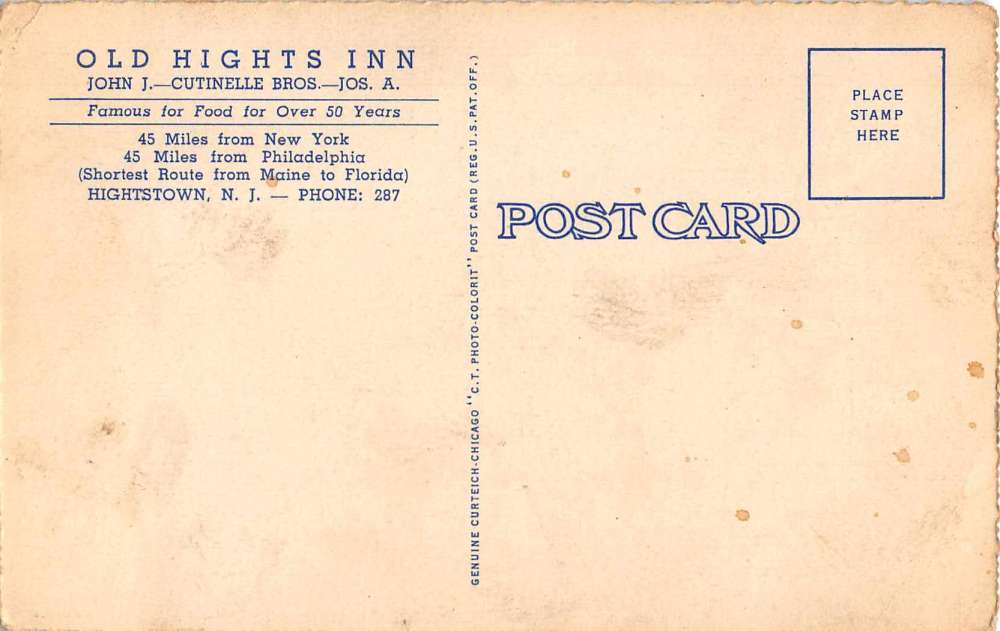 OLD HIGHTS INN
JOHN J.—CUTINELLE BROS.—JOS. A.
Famous for Food for Over 50 Years
45 Miles from New York
45 Miles from Philadelphia
(Shortest Route from Maine to Florida)
HIGHTSTOWN, N. J. — PHONE: 287
GENUINE CURTEICH-CHICAGO "C.T. PHOTO-COLORIT" POST CARD (REG. U.S. PAT. OFF.)
POST CARD
PLACE
STAMP
HERE